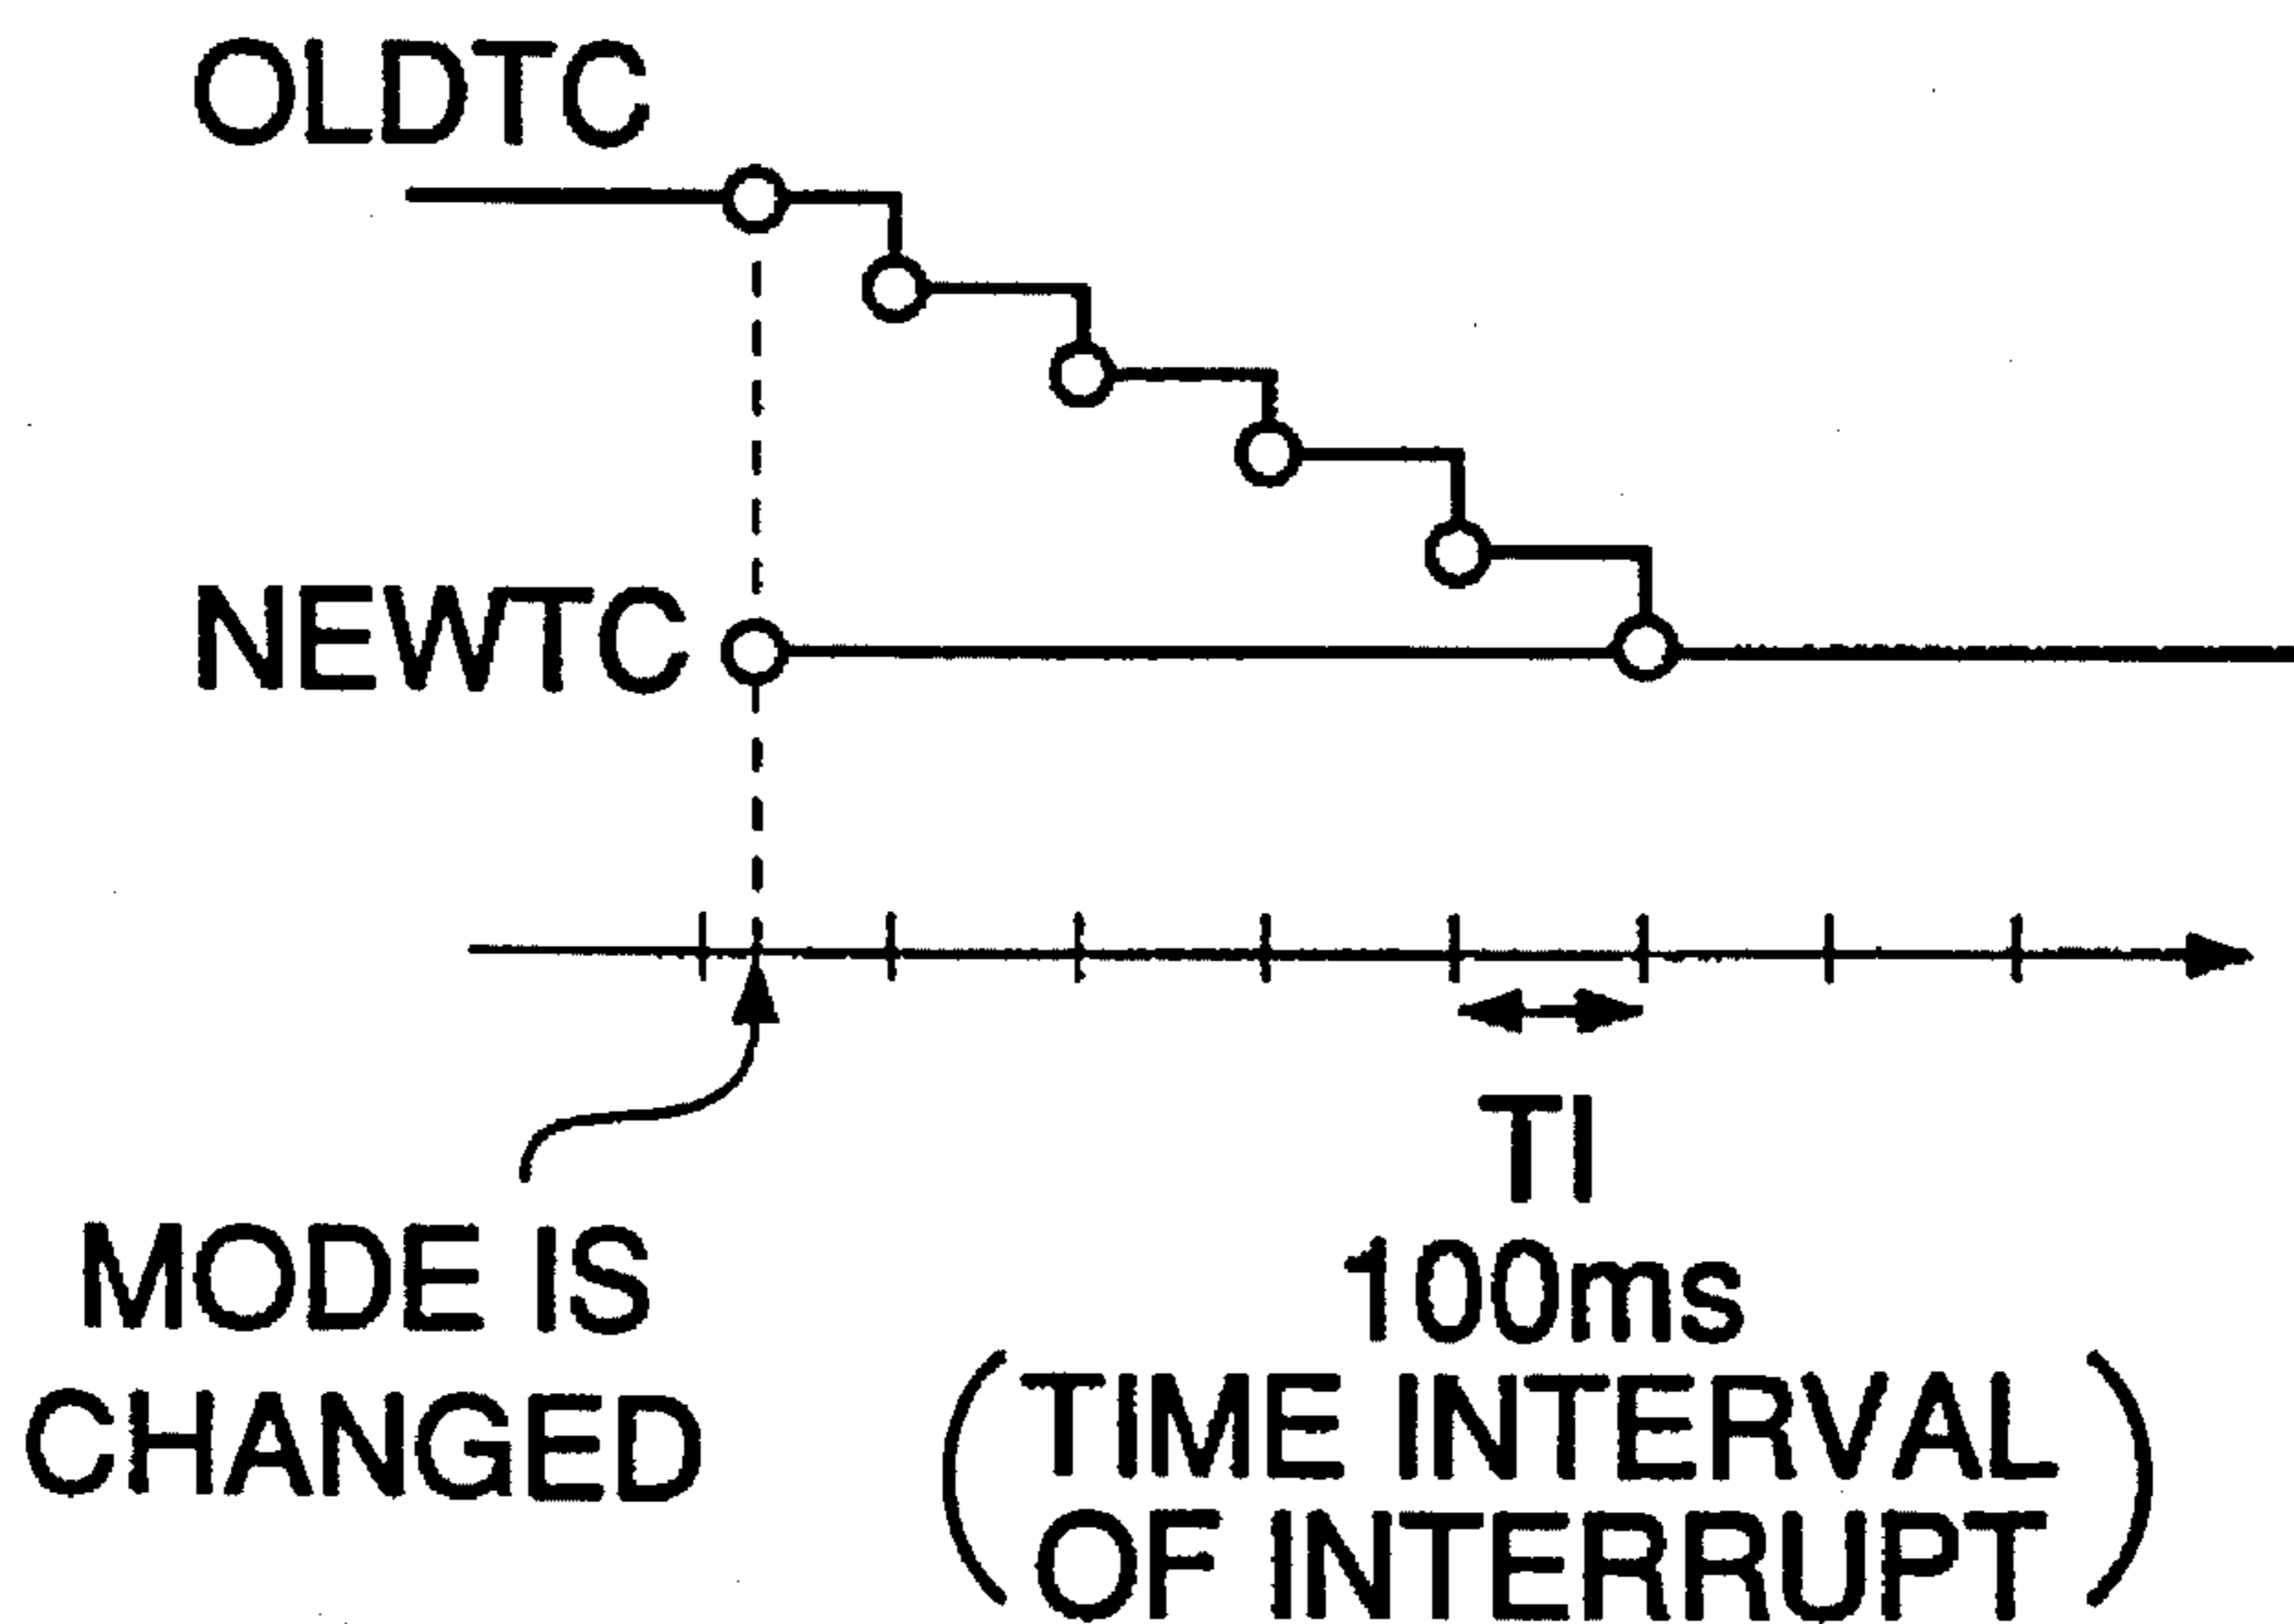 OLDTC
NEWTC
MODE IS
CHANGED
TI
100ms
(TIME INTERVAL
OF INTERRUPT)